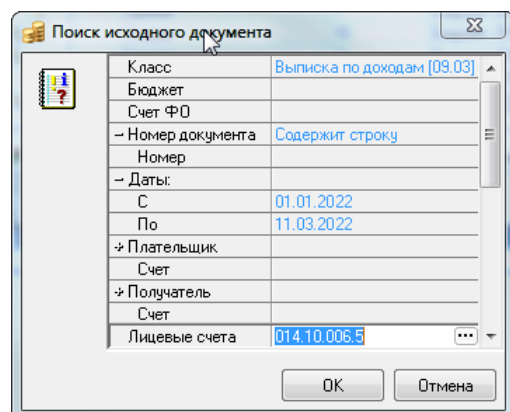 Поиск исходного документа
Класс Выписка по доходам [09.03]
Бюджет
Счет ФО
Номер документа Содержит строку
Номер
Даты:
С 01.01.2022
По 11.03.2022
Плательщик
Счет
Получатель
Счет
Лицевые счета 014.10.006.5 ...
OK Отмена